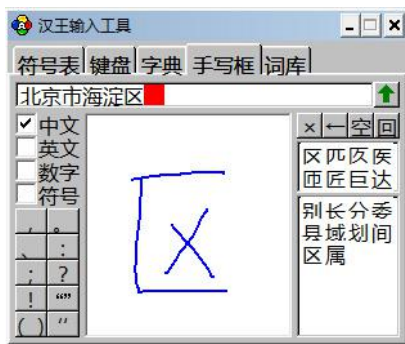 汉王输入工具
符号表 键盘 字典 手写框 词库
北京市海淀区
中文
英文
数字
符号
× ← 空 回
区匹仄医
匝匠巨达
别长分委
县域划间
区属
区
, 。
、 :
; ?
! “”
( ) 〃